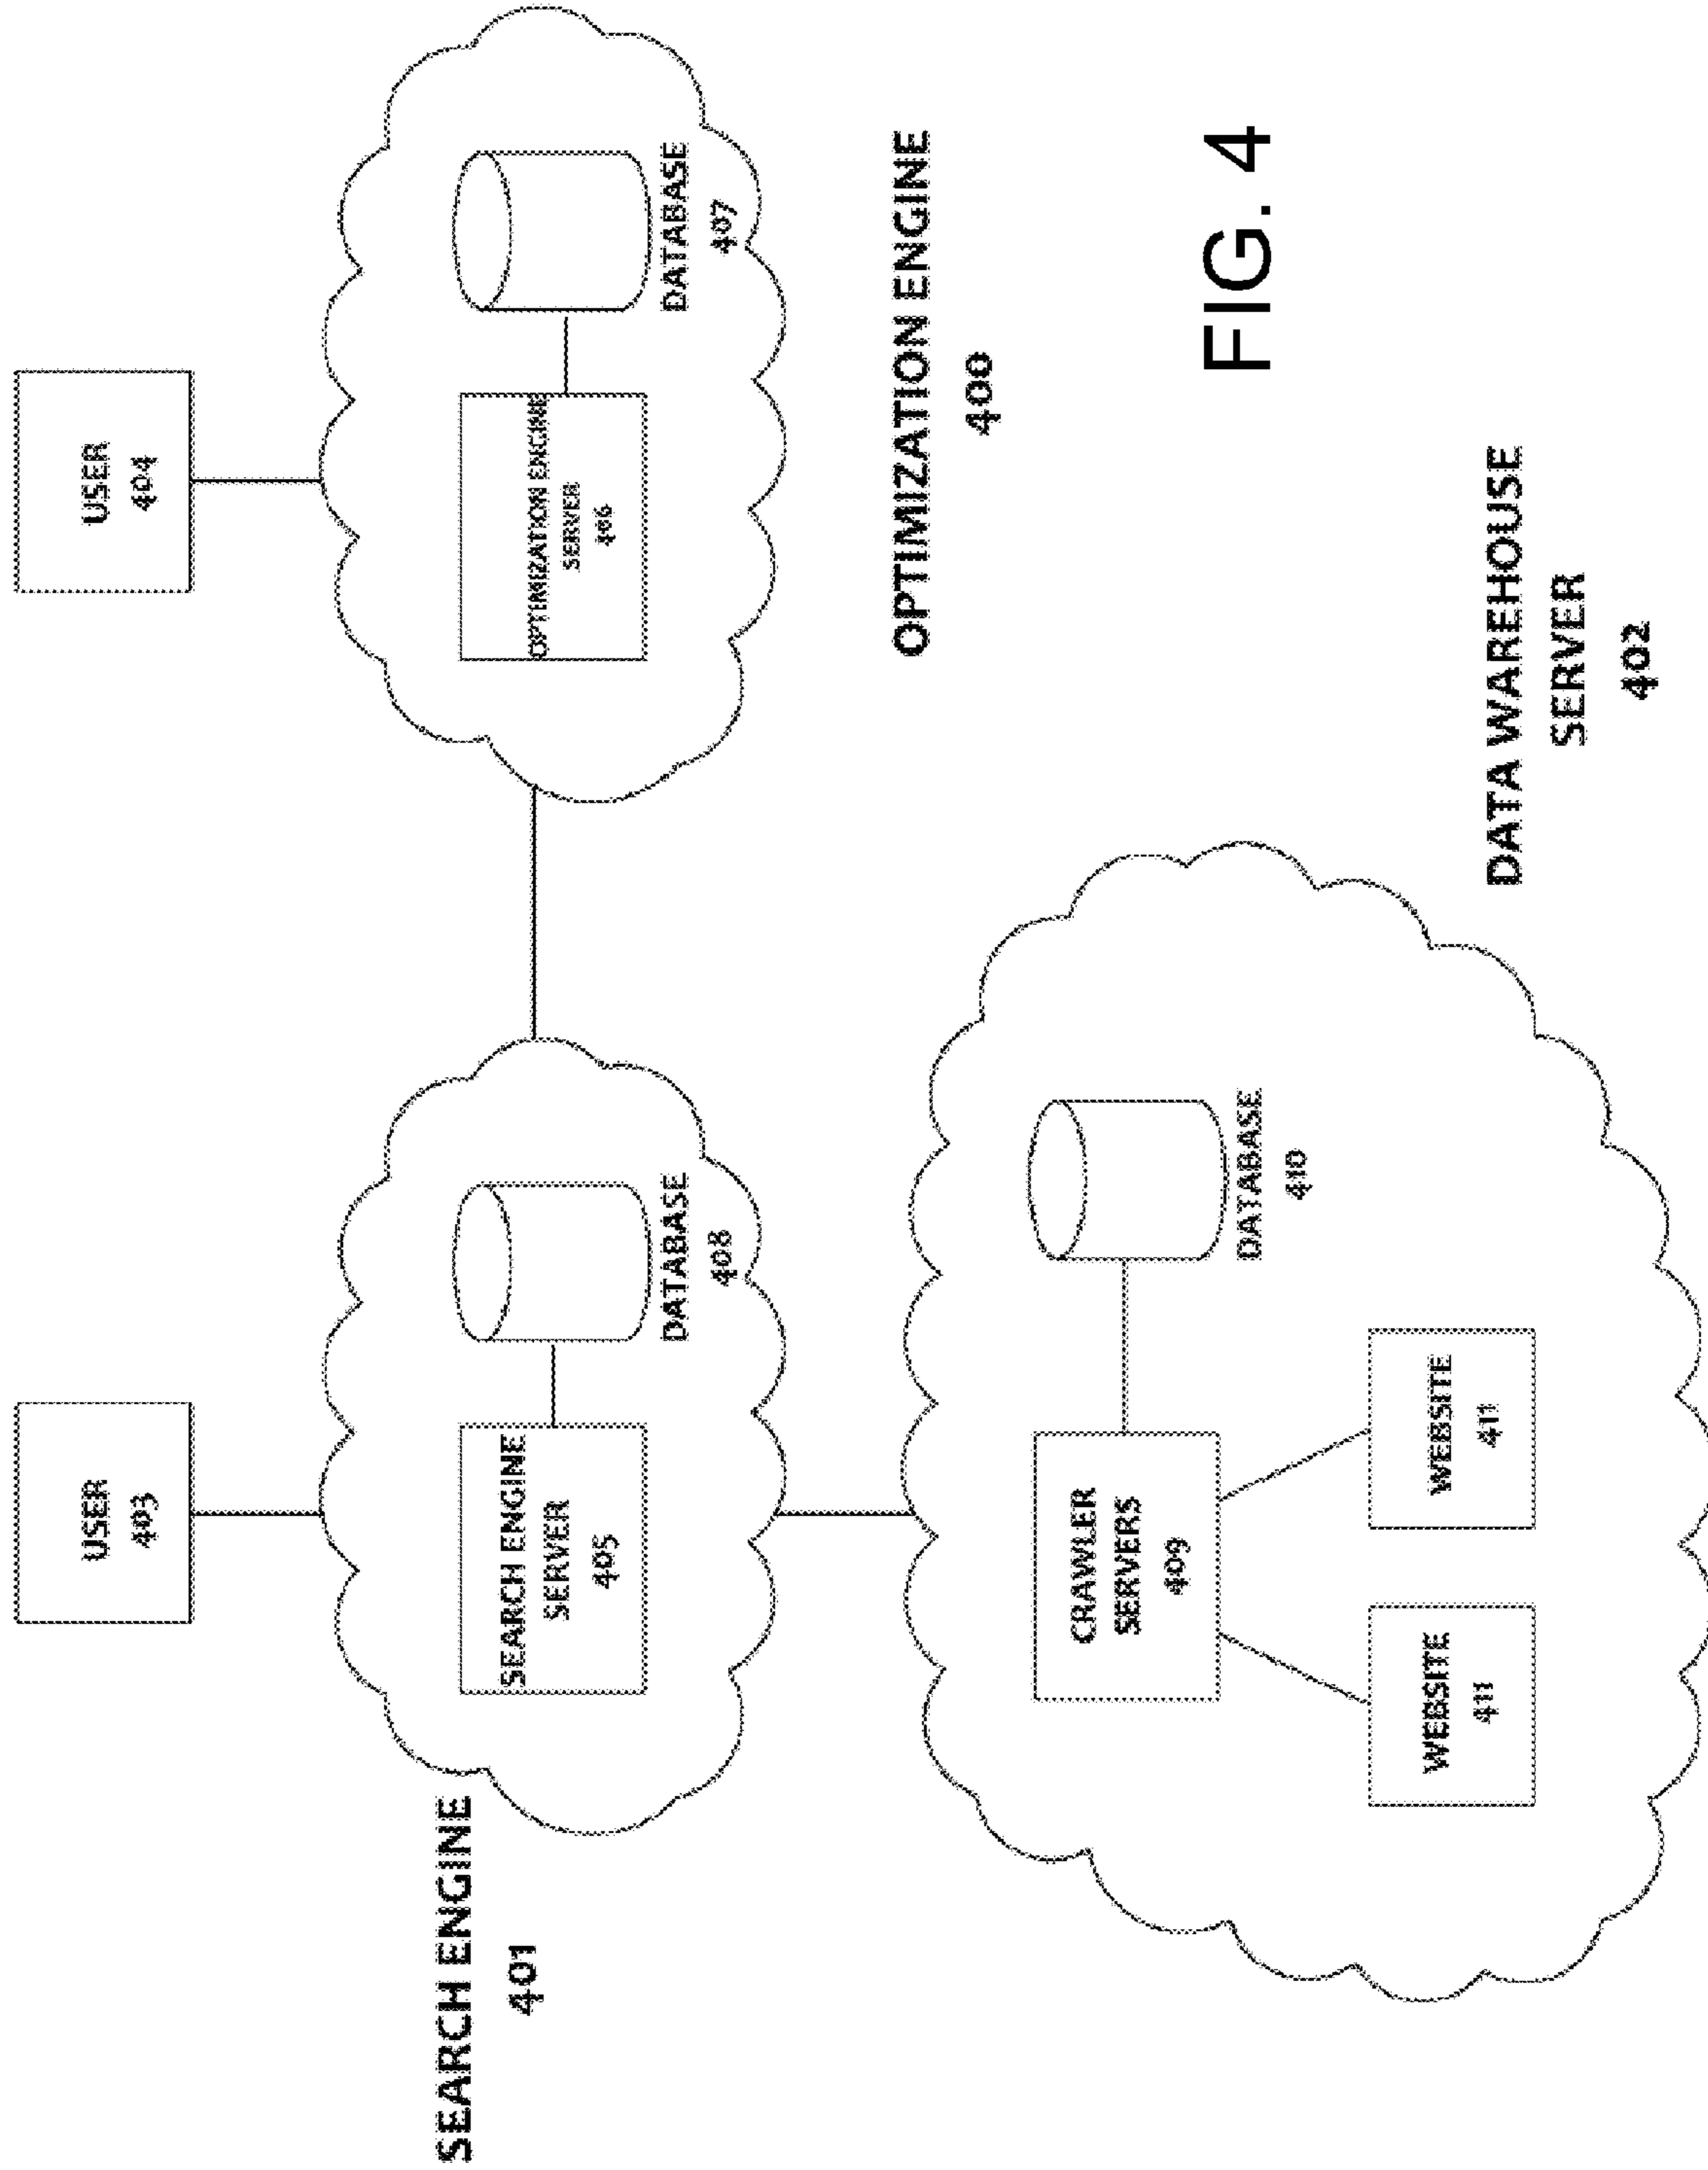 USER
403
USER
404
SEARCH ENGINE
401
SEARCH ENGINE
SERVER
405
DATABASE
408
OPTIMIZATION ENGINE
SERVER
406
DATABASE
407
OPTIMIZATION ENGINE
400
CRAWLER
SERVERS
409
DATABASE
410
WEBSITE
411
WEBSITE
411
DATA WAREHOUSE
SERVER
402
FIG. 4